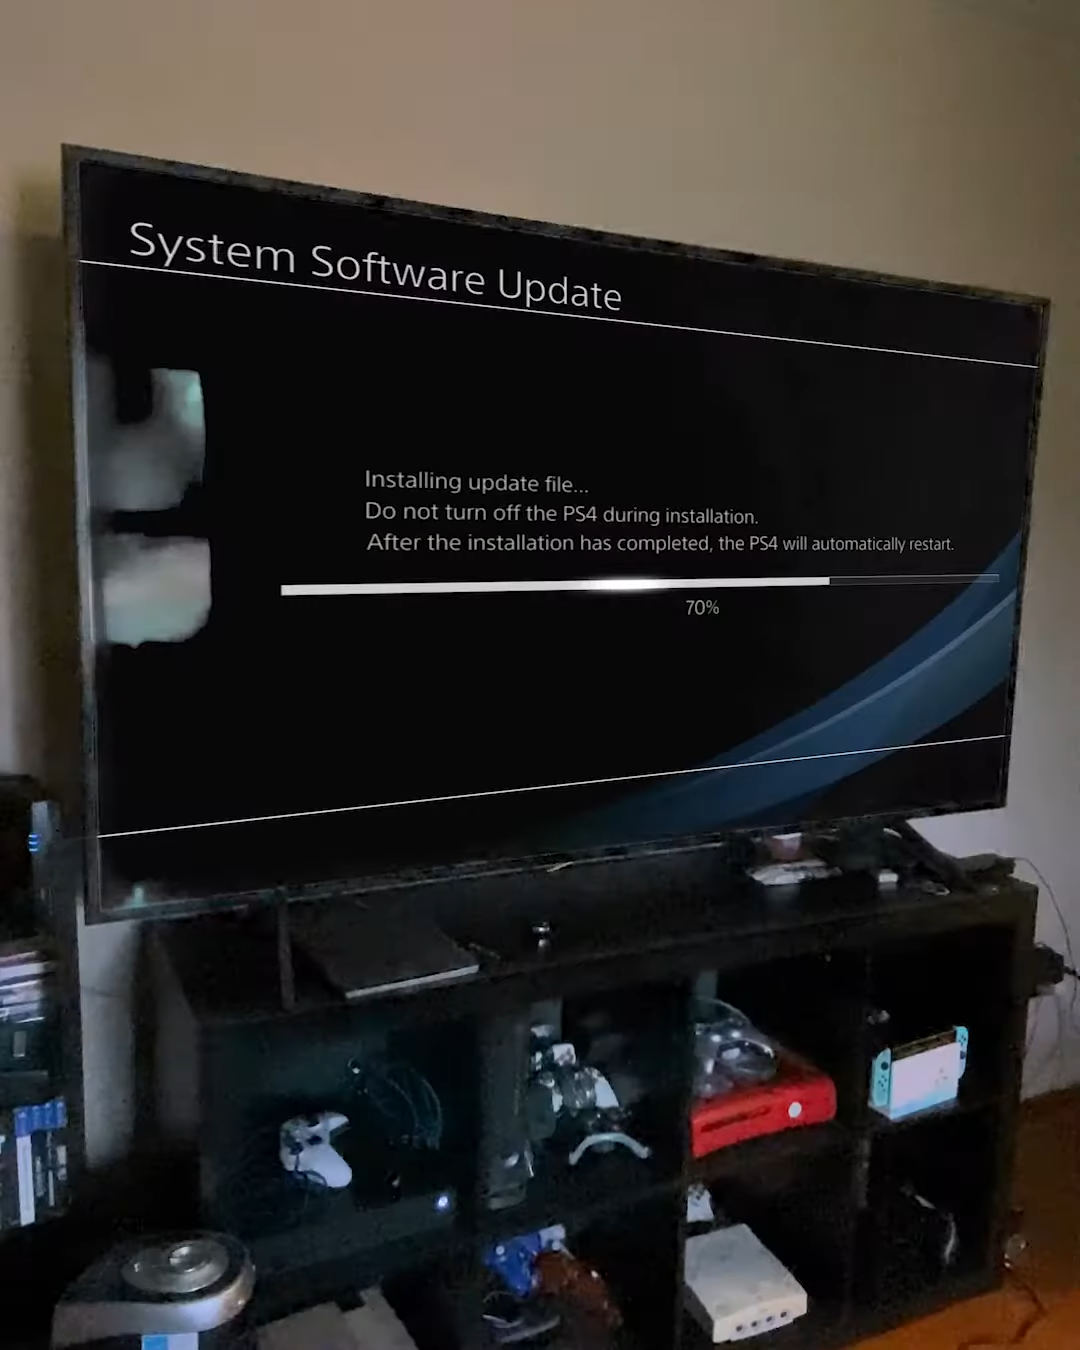 System Software Update
Installing update file...
Do not turn off the PS4 during installation.
After the installation has completed, the PS4 will automatically restart.
70%